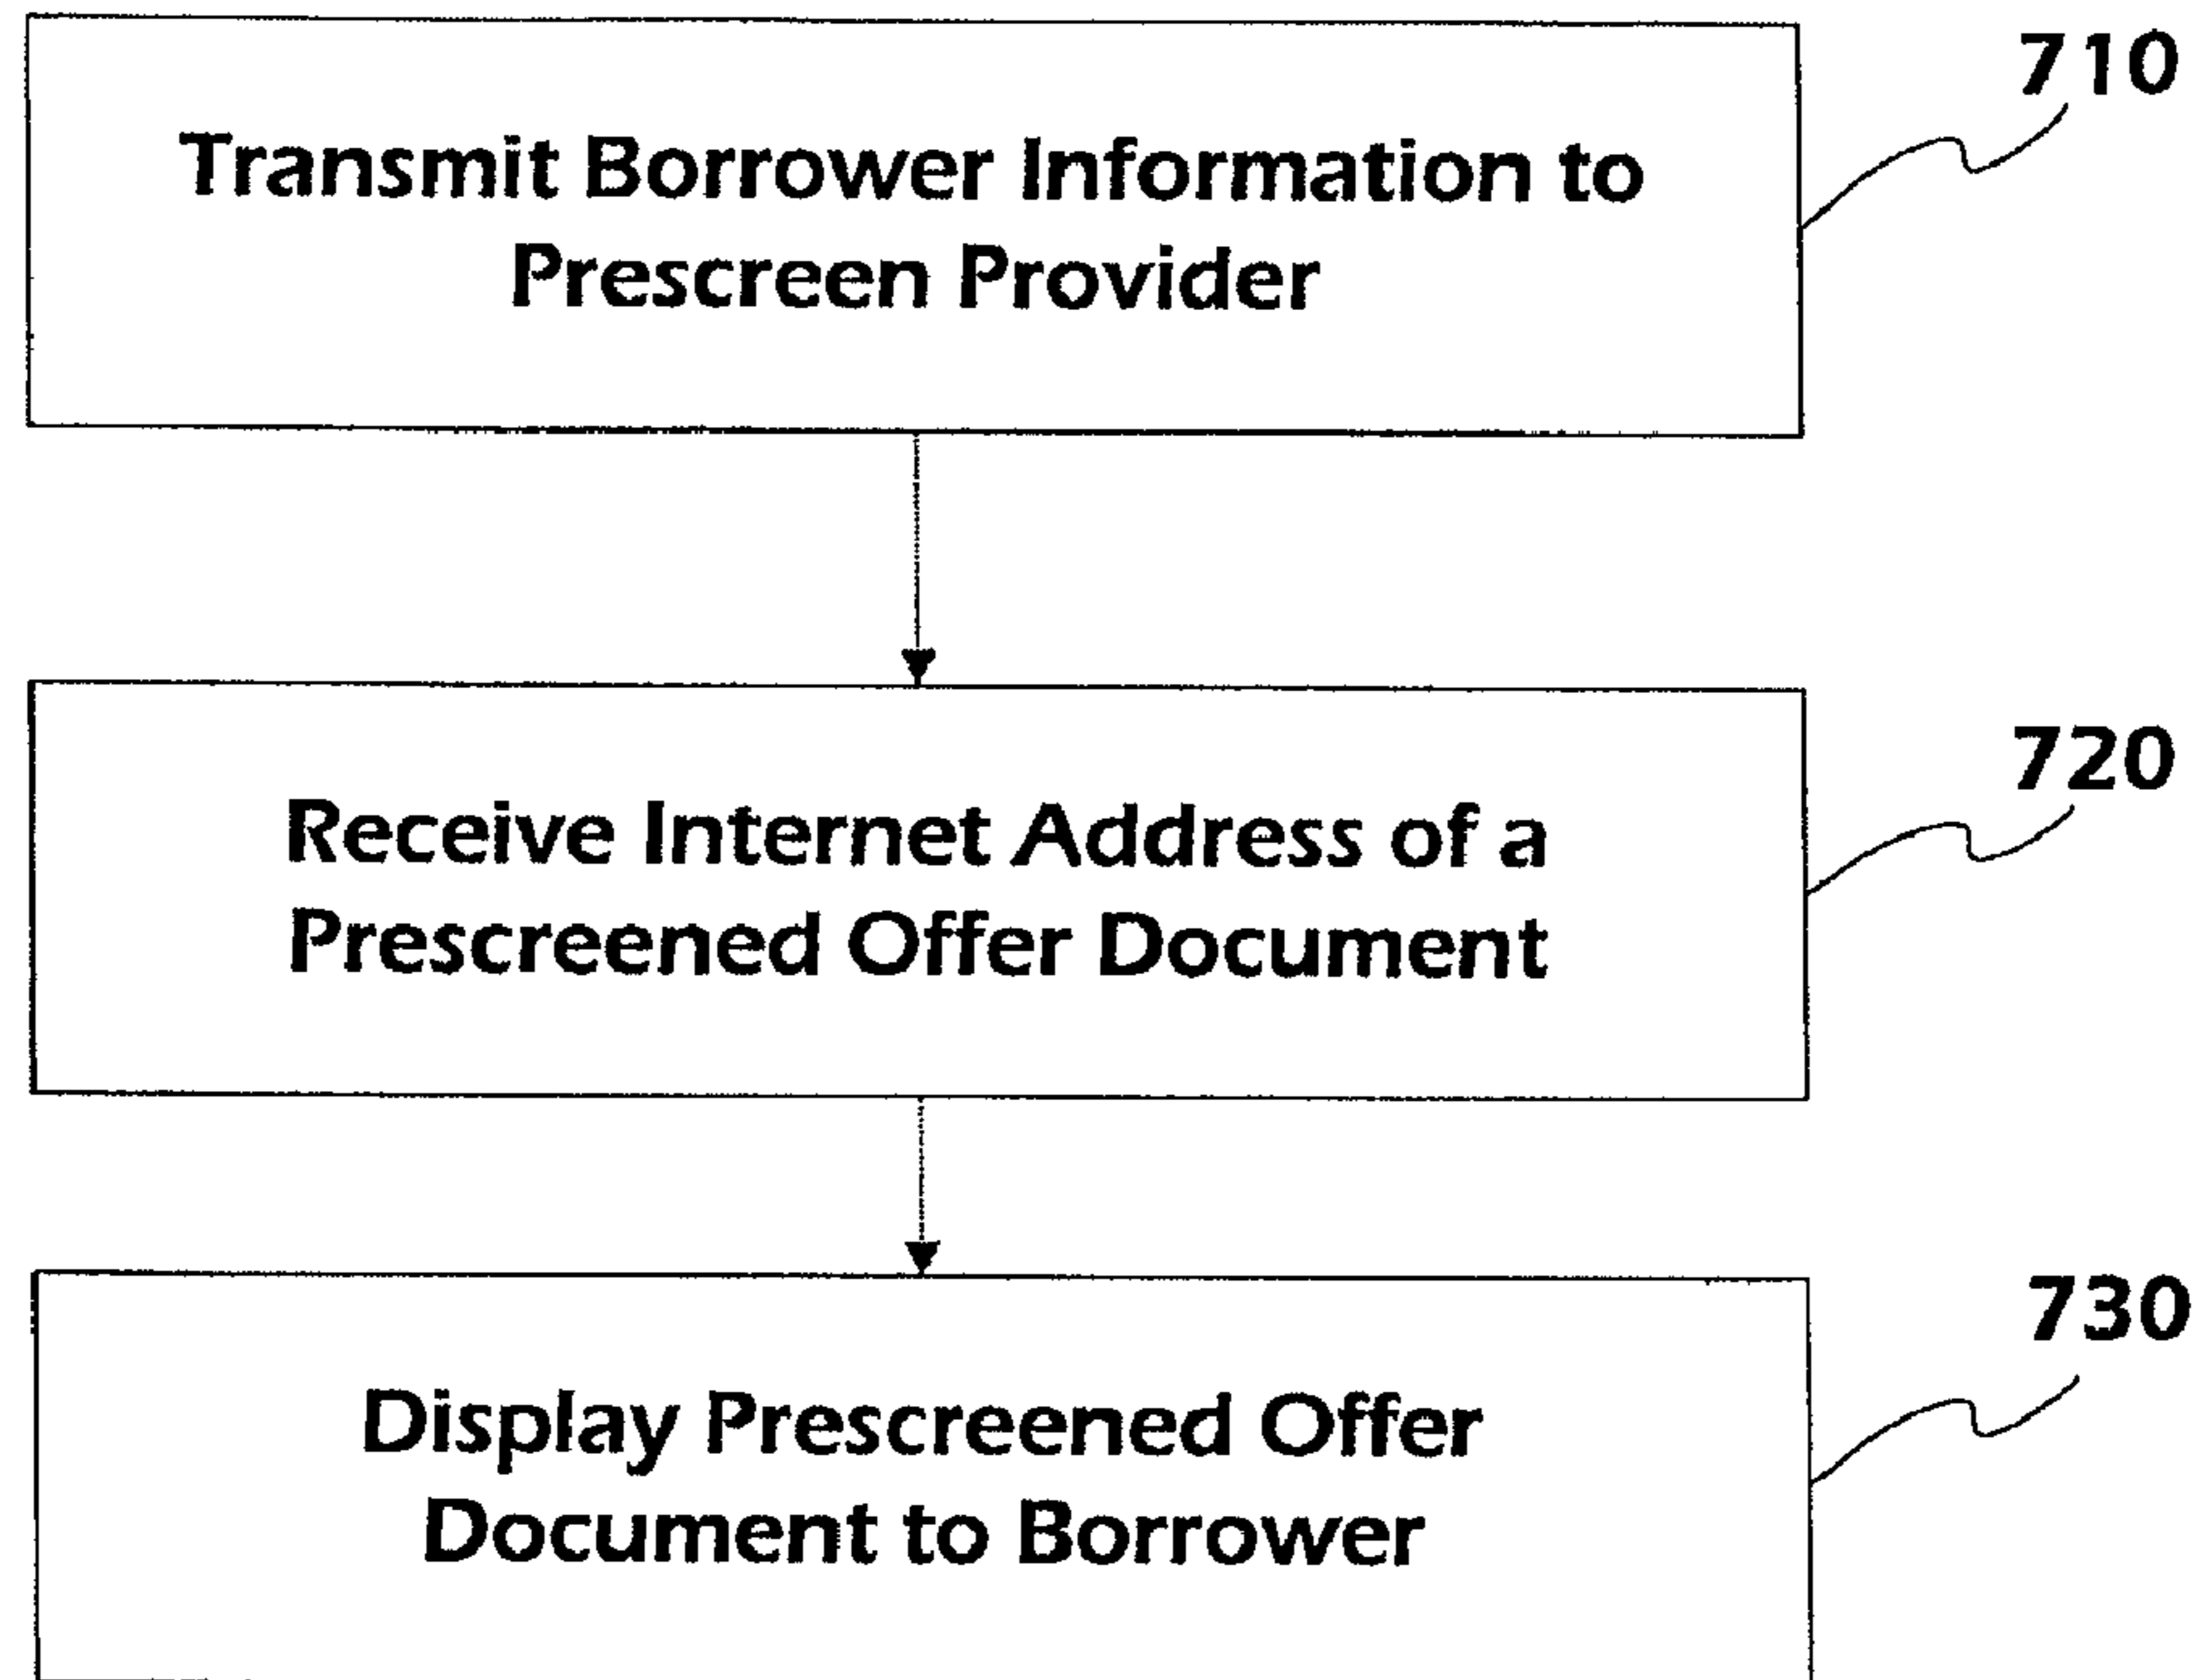 710
Transmit Borrower Information to
Prescreen Provider
720
Receive Internet Address of a
Prescreened Offer Document
730
Display Prescreened Offer
Document to Borrower